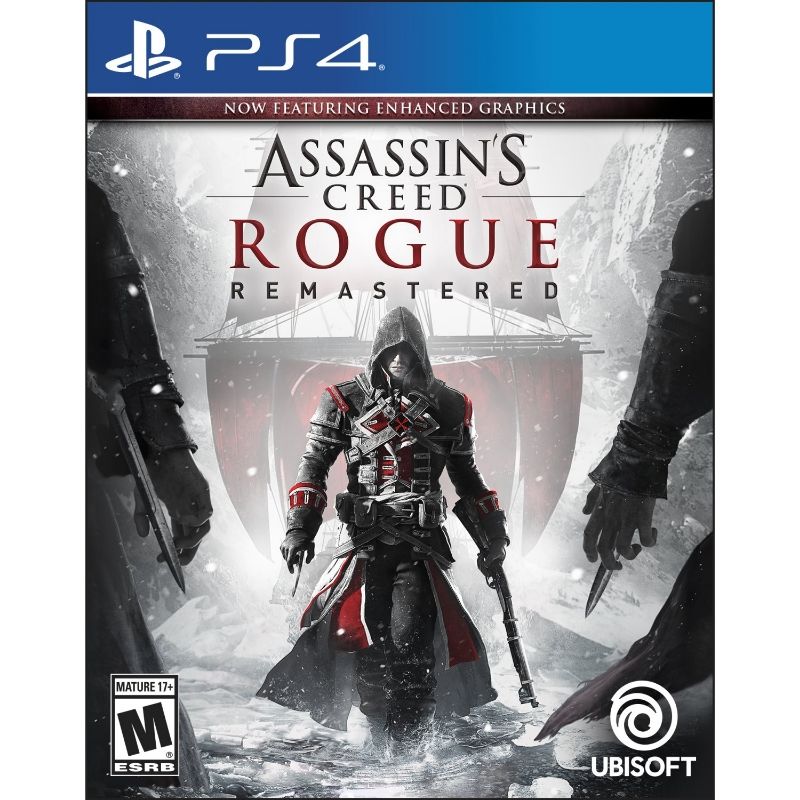 PS4
NOW FEATURING ENHANCED GRAPHICS
ASSASSIN'S
CREED
ROGUE
REMASTERED
MATURE 17+
M
ESRB
UBISOFT